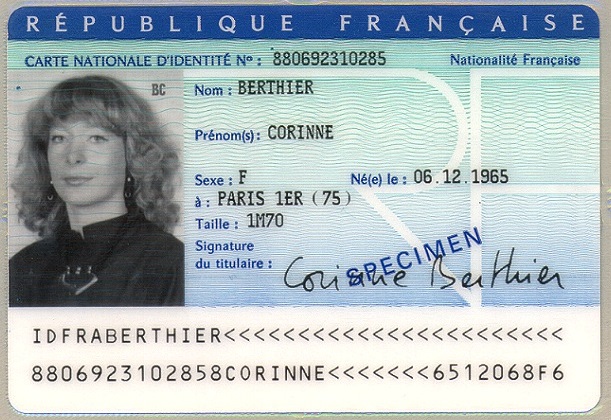 RÉPUBLIQUE FRANÇAISE
CARTE NATIONALE D'IDENTITÉ Nº : 880692310285 Nationalité Française
BC
Nom : BERTHIER
Prénom(s) : CORINNE
Sexe : F Né(e) le : 06.12.1965
à : PARIS 1ER (75)
Taille : 1M70
Signature
du titulaire : Corinne Berthier
SPECIMEN
IDFRABERTHIER<<<<<<<<<<<<<<<<<<<<<<<
8806923102858CORINNE<<<<<<<6512068F6